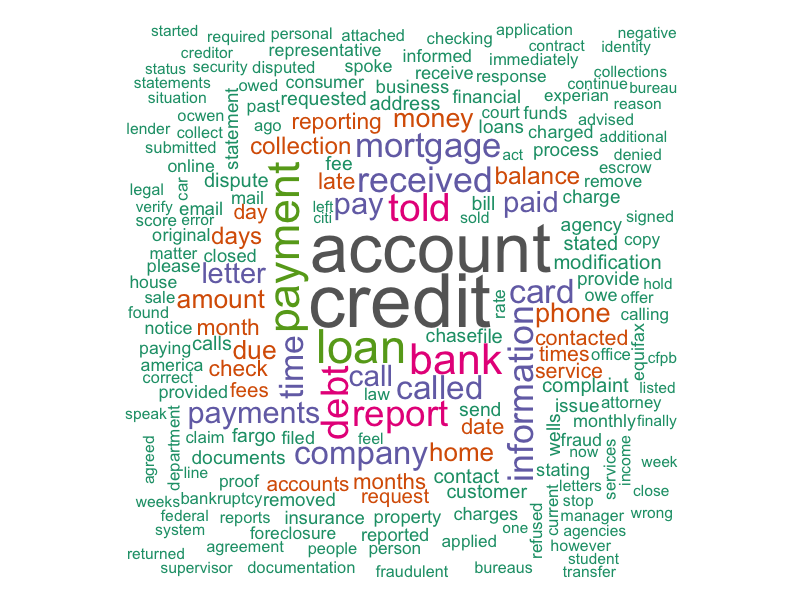 started
required
personal
attached
checking
application
negative
creditor
representative
informed
contract
identity
status
security
disputed
spoke
immediately
statements
owed
consumer
receive
response
collections
situation
past
requested
business
financial
continue
bureau
ocwen
statement
address
experian
reason
lender
collect
ago
reporting
money
court
funds
advised
submitted
collection
mortgage
loans
charged
additional
online
fee
act
process
denied
legal
car
dispute
late
received
balance
escrow
remove
verify
mail
payment
left
pay
told
bill
paid
charge
score
error
email
day
citi
sold
agency
signed
original
days
account
stated
copy
matter
closed
modification
please
letter
credit
card
provide
hold
house
sale
amount
rate
owe
offer
found
information
phone
calling
notice
month
time
loan
chase
file
contacted
equifax
paying
calls
due
bank
times
office
cfpb
america
check
debt
call
service
correct
fees
called
complaint
listed
provided
law
speak
payments
report
send
issue
attorney
department
date
wells
monthly
finally
agreed
claim
fargo
filed
feel
fraud
now
documents
company
home
services
income
line
stating
week
proof
accounts
months
contact
letters
weeks
bankruptcy
removed
request
customer
current
stop
close
federal
reports
insurance
property
charges
one
refused
manager
wrong
system
foreclosure
reported
agencies
returned
agreement
people
person
applied
however
supervisor
documentation
fraudulent
bureaus
student
transfer